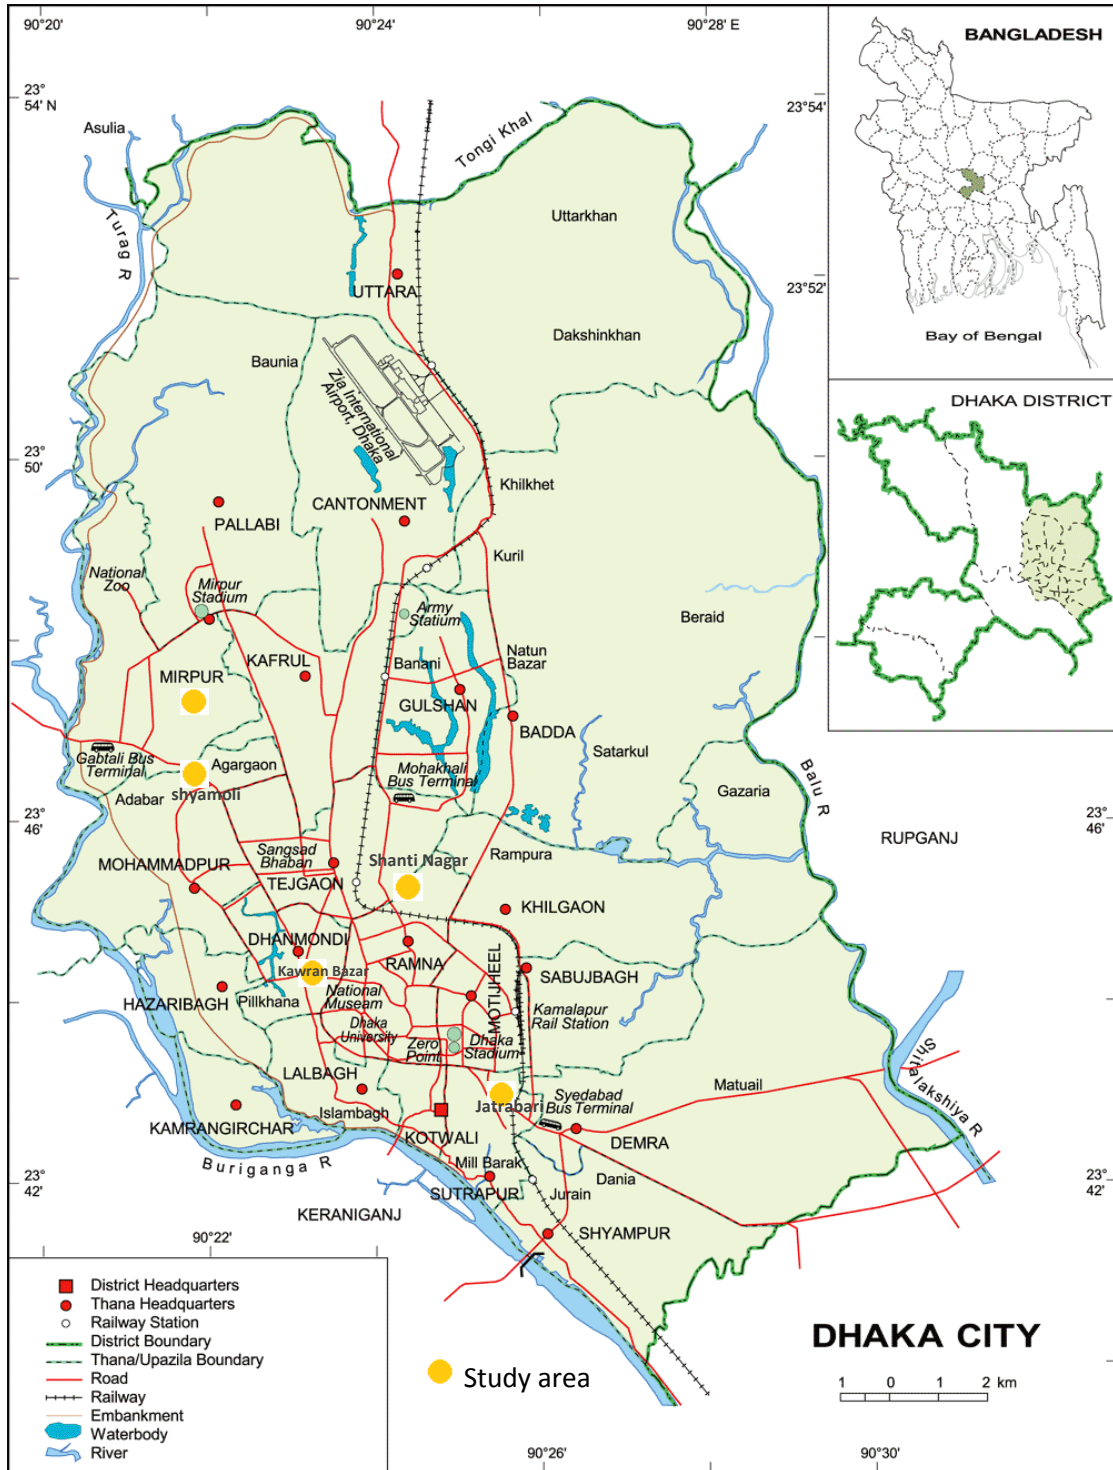 90°20'
90°24'
90°28' E
BANGLADESH
23°
54' N
23°54'
Asulia
Tongi Khal
Turag R
Uttarkhan
23°52'
UTTARA
Dakshinkhan
Bay of Bengal
Baunia
Zia International
Airport, Dhaka
DHAKA DISTRICT
23°
50'
Khilkhet
CANTONMENT
PALLABI
Kuril
National
Zoo
Mirpur
Stadium
Army
Statium
Beraid
Natun
Bazar
KAFRUL
Banani
MIRPUR
GULSHAN
BADDA
Satarkul
Gabtali Bus
Terminal
Agargaon
Mohakhali
Bus Terminal
Balu R
shyamoli
Adabar
Gazaria
23°
46'
23°
46'
RUPGANJ
Sangsad
Bhaban
Shanti Nagar
Rampura
MOHAMMADPUR
TEJGAON
KHILGAON
DHANMONDI
RAMNA
MOTIJHEEL
SABUJBAGH
Kawran Bazar
HAZARIBAGH
Pillkhana
National
Museam
Kamalapur
Rail Station
Dhaka
University
Zero
Point
Dhaka
Stadium
Shitalakshiya R
LALBAGH
Matuail
Syedabad
Bus Terminal
Jatrabari
Islambagh
KAMRANGIRCHAR
KOTWALI
DEMRA
Buriganga R
Mill Barak
Dania
23°
42'
23°
42'
SUTRAPUR
Jurain
KERANIGANJ
SHYAMPUR
90°22'
District Headquarters
Thana Headquarters
Railway Station
District Boundary
Thana/Upazila Boundary
Road
Railway
Embankment
Waterbody
River
Study area
DHAKA CITY
1 0 1 2 km
90°26'
90°30'